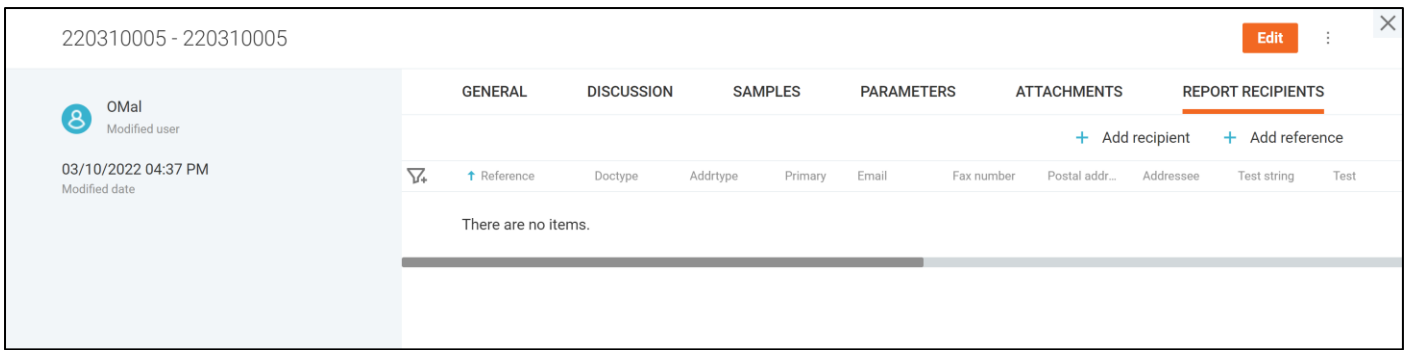 220310005 - 220310005
Edit
OMal
Modified user
03/10/2022 04:37 PM
Modified date
GENERAL DISCUSSION SAMPLES PARAMETERS ATTACHMENTS REPORT RECIPIENTS
+ Add recipient + Add reference
Reference Doctype Addrtype Primary Email Fax number Postal addr... Addressee Test string Test
There are no items.